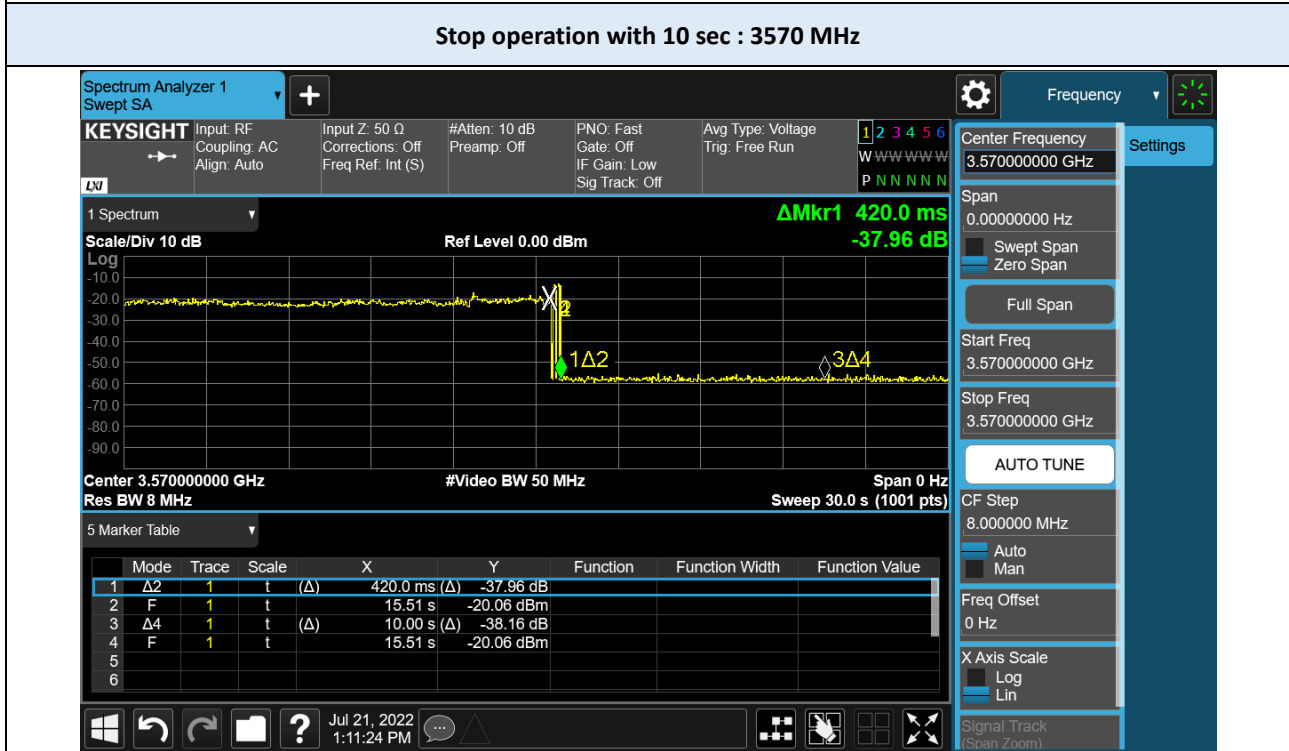 Stop operation with 10 sec : 3570 MHz
Spectrum Analyzer 1
Swept SA
Frequency
KEYSIGHT
Input: RF
Coupling: AC
Align: Auto
Input Z: 50 Ω
Corrections: Off
Freq Ref: Int (S)
#Atten: 10 dB
Preamp: Off
PNO: Fast
Gate: Off
IF Gain: Low
Sig Track: Off
Avg Type: Voltage
Trig: Free Run
1 2 3 4 5 6
W W W W W W
P N N N N N
LXI
1 Spectrum
ΔMkr1 420.0 ms
-37.96 dB
Scale/Div 10 dB
Ref Level 0.00 dBm
Log
-10.0
-20.0
-30.0
-40.0
-50.0
-60.0
-70.0
-80.0
-90.0
1Δ2
3Δ4
Center 3.570000000 GHz
#Video BW 50 MHz
Span 0 Hz
Res BW 8 MHz
Sweep 30.0 s (1001 pts)
5 Marker Table
Mode Trace Scale X Y Function Function Width Function Value
1 Δ2 1 t (Δ) 420.0 ms (Δ) -37.96 dB
2 F 1 t 15.51 s -20.06 dBm
3 Δ4 1 t (Δ) 10.00 s (Δ) -38.16 dB
4 F 1 t 15.51 s -20.06 dBm
5
6
Jul 21, 2022
1:11:24 PM
Center Frequency
3.570000000 GHz
Settings
Span
0.00000000 Hz
Swept Span
Zero Span
Full Span
Start Freq
3.570000000 GHz
Stop Freq
3.570000000 GHz
AUTO TUNE
CF Step
8.000000 MHz
Auto
Man
Freq Offset
0 Hz
X Axis Scale
Log
Lin
Signal Track
(Span Zoom)